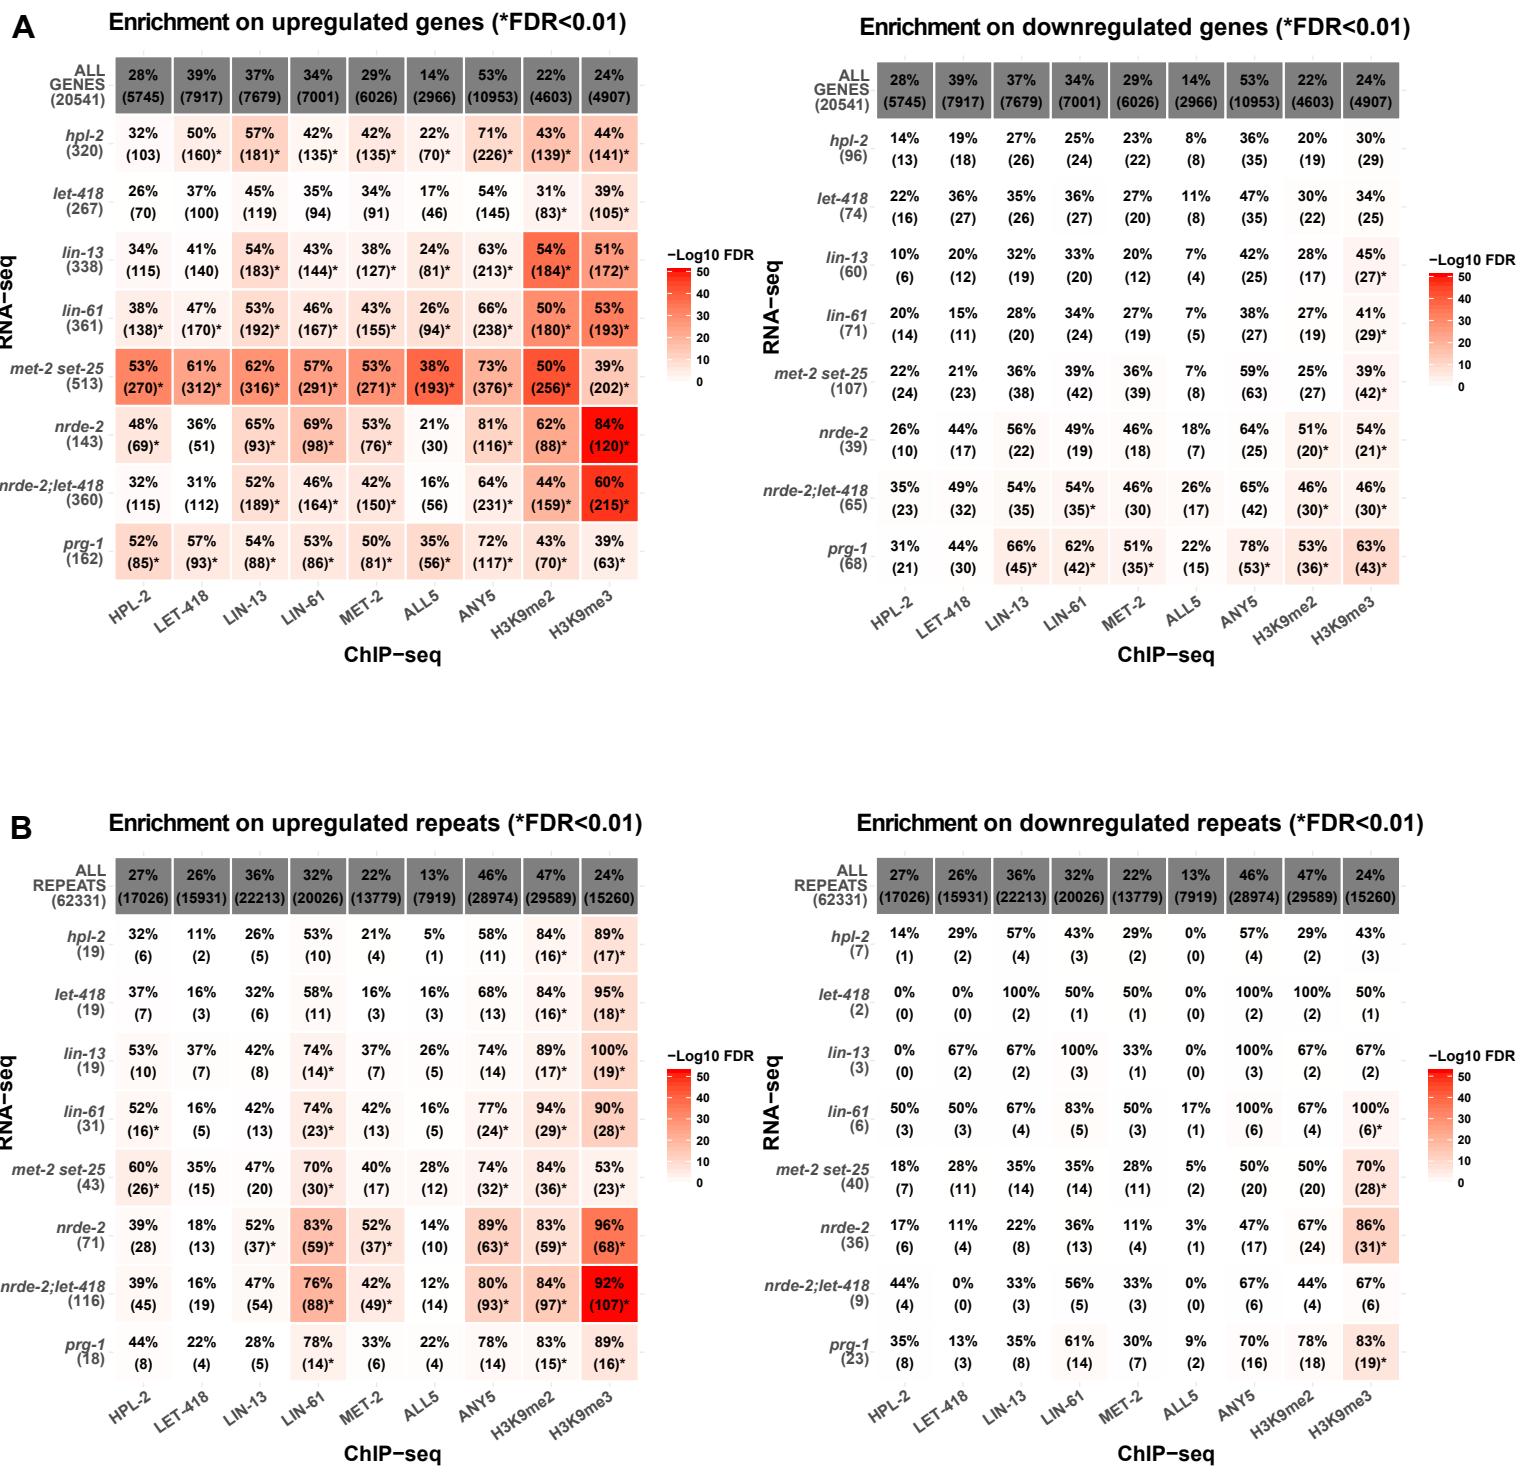 A
Enrichment on upregulated genes (*FDR<0.01)
ALL GENES (20541)
28% 39% 37% 34% 29% 14% 53% 22% 24%
(5745) (7917) (7679) (7001) (6026) (2966) (10953) (4603) (4907)
hpl-2 (320)
32% 50% 57% 42% 42% 22% 71% 43% 44%
(103) (160)* (181)* (135)* (135)* (70)* (226)* (139)* (141)*
let-418 (267)
26% 37% 45% 35% 34% 17% 54% 31% 39%
(70) (100) (119) (94) (91) (46) (145) (83)* (105)*
lin-13 (338)
34% 41% 54% 43% 38% 24% 63% 54% 51%
(115) (140) (183)* (144)* (127)* (81)* (213)* (184)* (172)*
lin-61 (361)
38% 47% 53% 46% 43% 26% 66% 50% 53%
(138)* (170)* (192)* (167)* (155)* (94)* (238)* (180)* (193)*
met-2 set-25 (513)
53% 61% 62% 57% 53% 38% 73% 50% 39%
(270)* (312)* (316)* (291)* (271)* (193)* (376)* (256)* (202)*
nrde-2 (143)
48% 36% 65% 69% 53% 21% 81% 62% 84%
(69)* (51) (93)* (98)* (76)* (30) (116)* (88)* (120)*
nrde-2;let-418 (360)
32% 31% 52% 46% 42% 16% 64% 44% 60%
(115) (112) (189)* (164)* (150)* (56) (231)* (159)* (215)*
prg-1 (162)
52% 57% 54% 53% 50% 35% 72% 43% 39%
(85)* (93)* (88)* (86)* (81)* (56)* (117)* (70)* (63)*
HPL-2 LET-418 LIN-13 LIN-61 MET-2 ALL5 ANY5 H3K9me2 H3K9me3
ChIP−seq
RNA−seq
−Log10 FDR
50
40
30
20
10
0
Enrichment on downregulated genes (*FDR<0.01)
ALL GENES (20541)
28% 39% 37% 34% 29% 14% 53% 22% 24%
(5745) (7917) (7679) (7001) (6026) (2966) (10953) (4603) (4907)
hpl-2 (96)
14% 19% 27% 25% 23% 8% 36% 20% 30%
(13) (18) (26) (24) (22) (8) (35) (19) (29)
let-418 (74)
22% 36% 35% 36% 27% 11% 47% 30% 34%
(16) (27) (26) (27) (20) (8) (35) (22) (25)
lin-13 (60)
10% 20% 32% 33% 20% 7% 42% 28% 45%
(6) (12) (19) (20) (12) (4) (25) (17) (27)*
lin-61 (71)
20% 15% 28% 34% 27% 7% 38% 27% 41%
(14) (11) (20) (24) (19) (5) (27) (19) (29)*
met-2 set-25 (107)
22% 21% 36% 39% 36% 7% 59% 25% 39%
(24) (23) (38) (42) (39) (8) (63) (27) (42)*
nrde-2 (39)
26% 44% 56% 49% 46% 18% 64% 51% 54%
(10) (17) (22) (19) (18) (7) (25) (20)* (21)*
nrde-2;let-418 (65)
35% 49% 54% 54% 46% 26% 65% 46% 46%
(23) (32) (35) (35)* (30) (17) (42) (30)* (30)*
prg-1 (68)
31% 44% 66% 62% 51% 22% 78% 53% 63%
(21) (30) (45)* (42)* (35)* (15) (53)* (36)* (43)*
HPL-2 LET-418 LIN-13 LIN-61 MET-2 ALL5 ANY5 H3K9me2 H3K9me3
ChIP−seq
RNA−seq
−Log10 FDR
50
40
30
20
10
0
B
Enrichment on upregulated repeats (*FDR<0.01)
ALL REPEATS (62331)
27% 26% 36% 32% 22% 13% 46% 47% 24%
(17026) (15931) (22213) (20026) (13779) (7919) (28974) (29589) (15260)
hpl-2 (19)
32% 11% 26% 53% 21% 5% 58% 84% 89%
(6) (2) (5) (10) (4) (1) (11) (16)* (17)*
let-418 (19)
37% 16% 32% 58% 16% 16% 68% 84% 95%
(7) (3) (6) (11) (3) (3) (13) (16)* (18)*
lin-13 (19)
53% 37% 42% 74% 37% 26% 74% 89% 100%
(10) (7) (8) (14)* (7) (5) (14) (17)* (19)*
lin-61 (31)
52% 16% 42% 74% 42% 16% 77% 94% 90%
(16)* (5) (13) (23)* (13) (5) (24)* (29)* (28)*
met-2 set-25 (43)
60% 35% 47% 70% 40% 28% 74% 84% 53%
(26)* (15) (20) (30)* (17) (12) (32)* (36)* (23)*
nrde-2 (71)
39% 18% 52% 83% 52% 14% 89% 83% 96%
(28) (13) (37)* (59)* (37)* (10) (63)* (59)* (68)*
nrde-2;let-418 (116)
39% 16% 47% 76% 42% 12% 80% 84% 92%
(45) (19) (54) (88)* (49)* (14) (93)* (97)* (107)*
prg-1 (18)
44% 22% 28% 78% 33% 22% 78% 83% 89%
(8) (4) (5) (14)* (6) (4) (14) (15)* (16)*
HPL-2 LET-418 LIN-13 LIN-61 MET-2 ALL5 ANY5 H3K9me2 H3K9me3
ChIP−seq
RNA−seq
−Log10 FDR
50
40
30
20
10
0
Enrichment on downregulated repeats (*FDR<0.01)
ALL REPEATS (62331)
27% 26% 36% 32% 22% 13% 46% 47% 24%
(17026) (15931) (22213) (20026) (13779) (7919) (28974) (29589) (15260)
hpl-2 (7)
14% 29% 57% 43% 29% 0% 57% 29% 43%
(1) (2) (4) (3) (2) (0) (4) (2) (3)
let-418 (2)
0% 0% 100% 50% 50% 0% 100% 100% 50%
(0) (0) (2) (1) (1) (0) (2) (2) (1)
lin-13 (3)
0% 67% 67% 100% 33% 0% 100% 67% 67%
(0) (2) (2) (3) (1) (0) (3) (2) (2)
lin-61 (6)
50% 50% 67% 83% 50% 17% 100% 67% 100%
(3) (3) (4) (5) (3) (1) (6) (4) (6)*
met-2 set-25 (40)
18% 28% 35% 35% 28% 5% 50% 50% 70%
(7) (11) (14) (14) (11) (2) (20) (20) (28)*
nrde-2 (36)
17% 11% 22% 36% 11% 3% 47% 67% 86%
(6) (4) (8) (13) (4) (1) (17) (24) (31)*
nrde-2;let-418 (9)
44% 0% 33% 56% 33% 0% 67% 44% 67%
(4) (0) (3) (5) (3) (0) (6) (4) (6)
prg-1 (23)
35% 13% 35% 61% 30% 9% 70% 78% 83%
(8) (3) (8) (14) (7) (2) (16) (18) (19)*
HPL-2 LET-418 LIN-13 LIN-61 MET-2 ALL5 ANY5 H3K9me2 H3K9me3
ChIP−seq
RNA−seq
−Log10 FDR
50
40
30
20
10
0